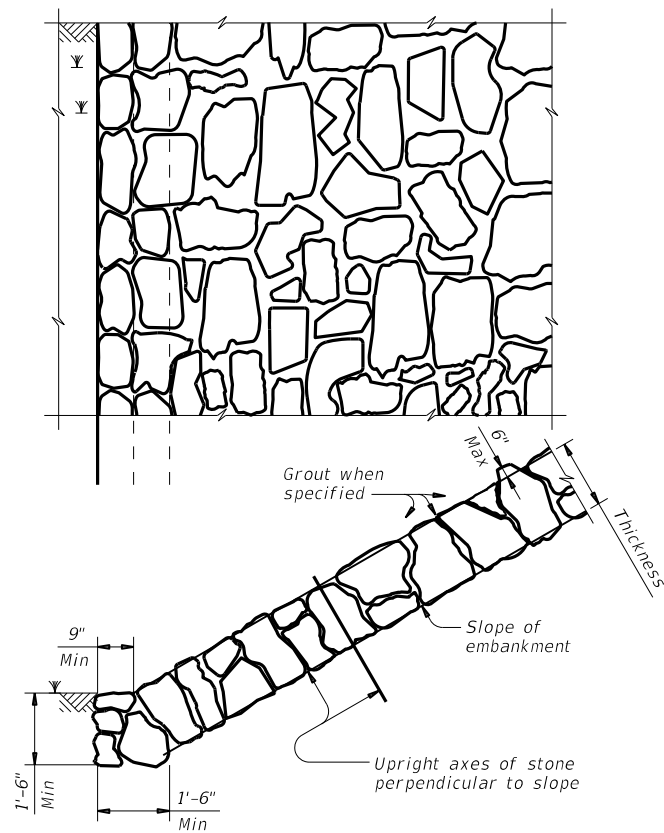 6"
Max
Grout when
specified
Thickness
9"
Min
Slope of
embankment
1'-6"
Min
1'-6"
Min
Upright axes of stone
perpendicular to slope